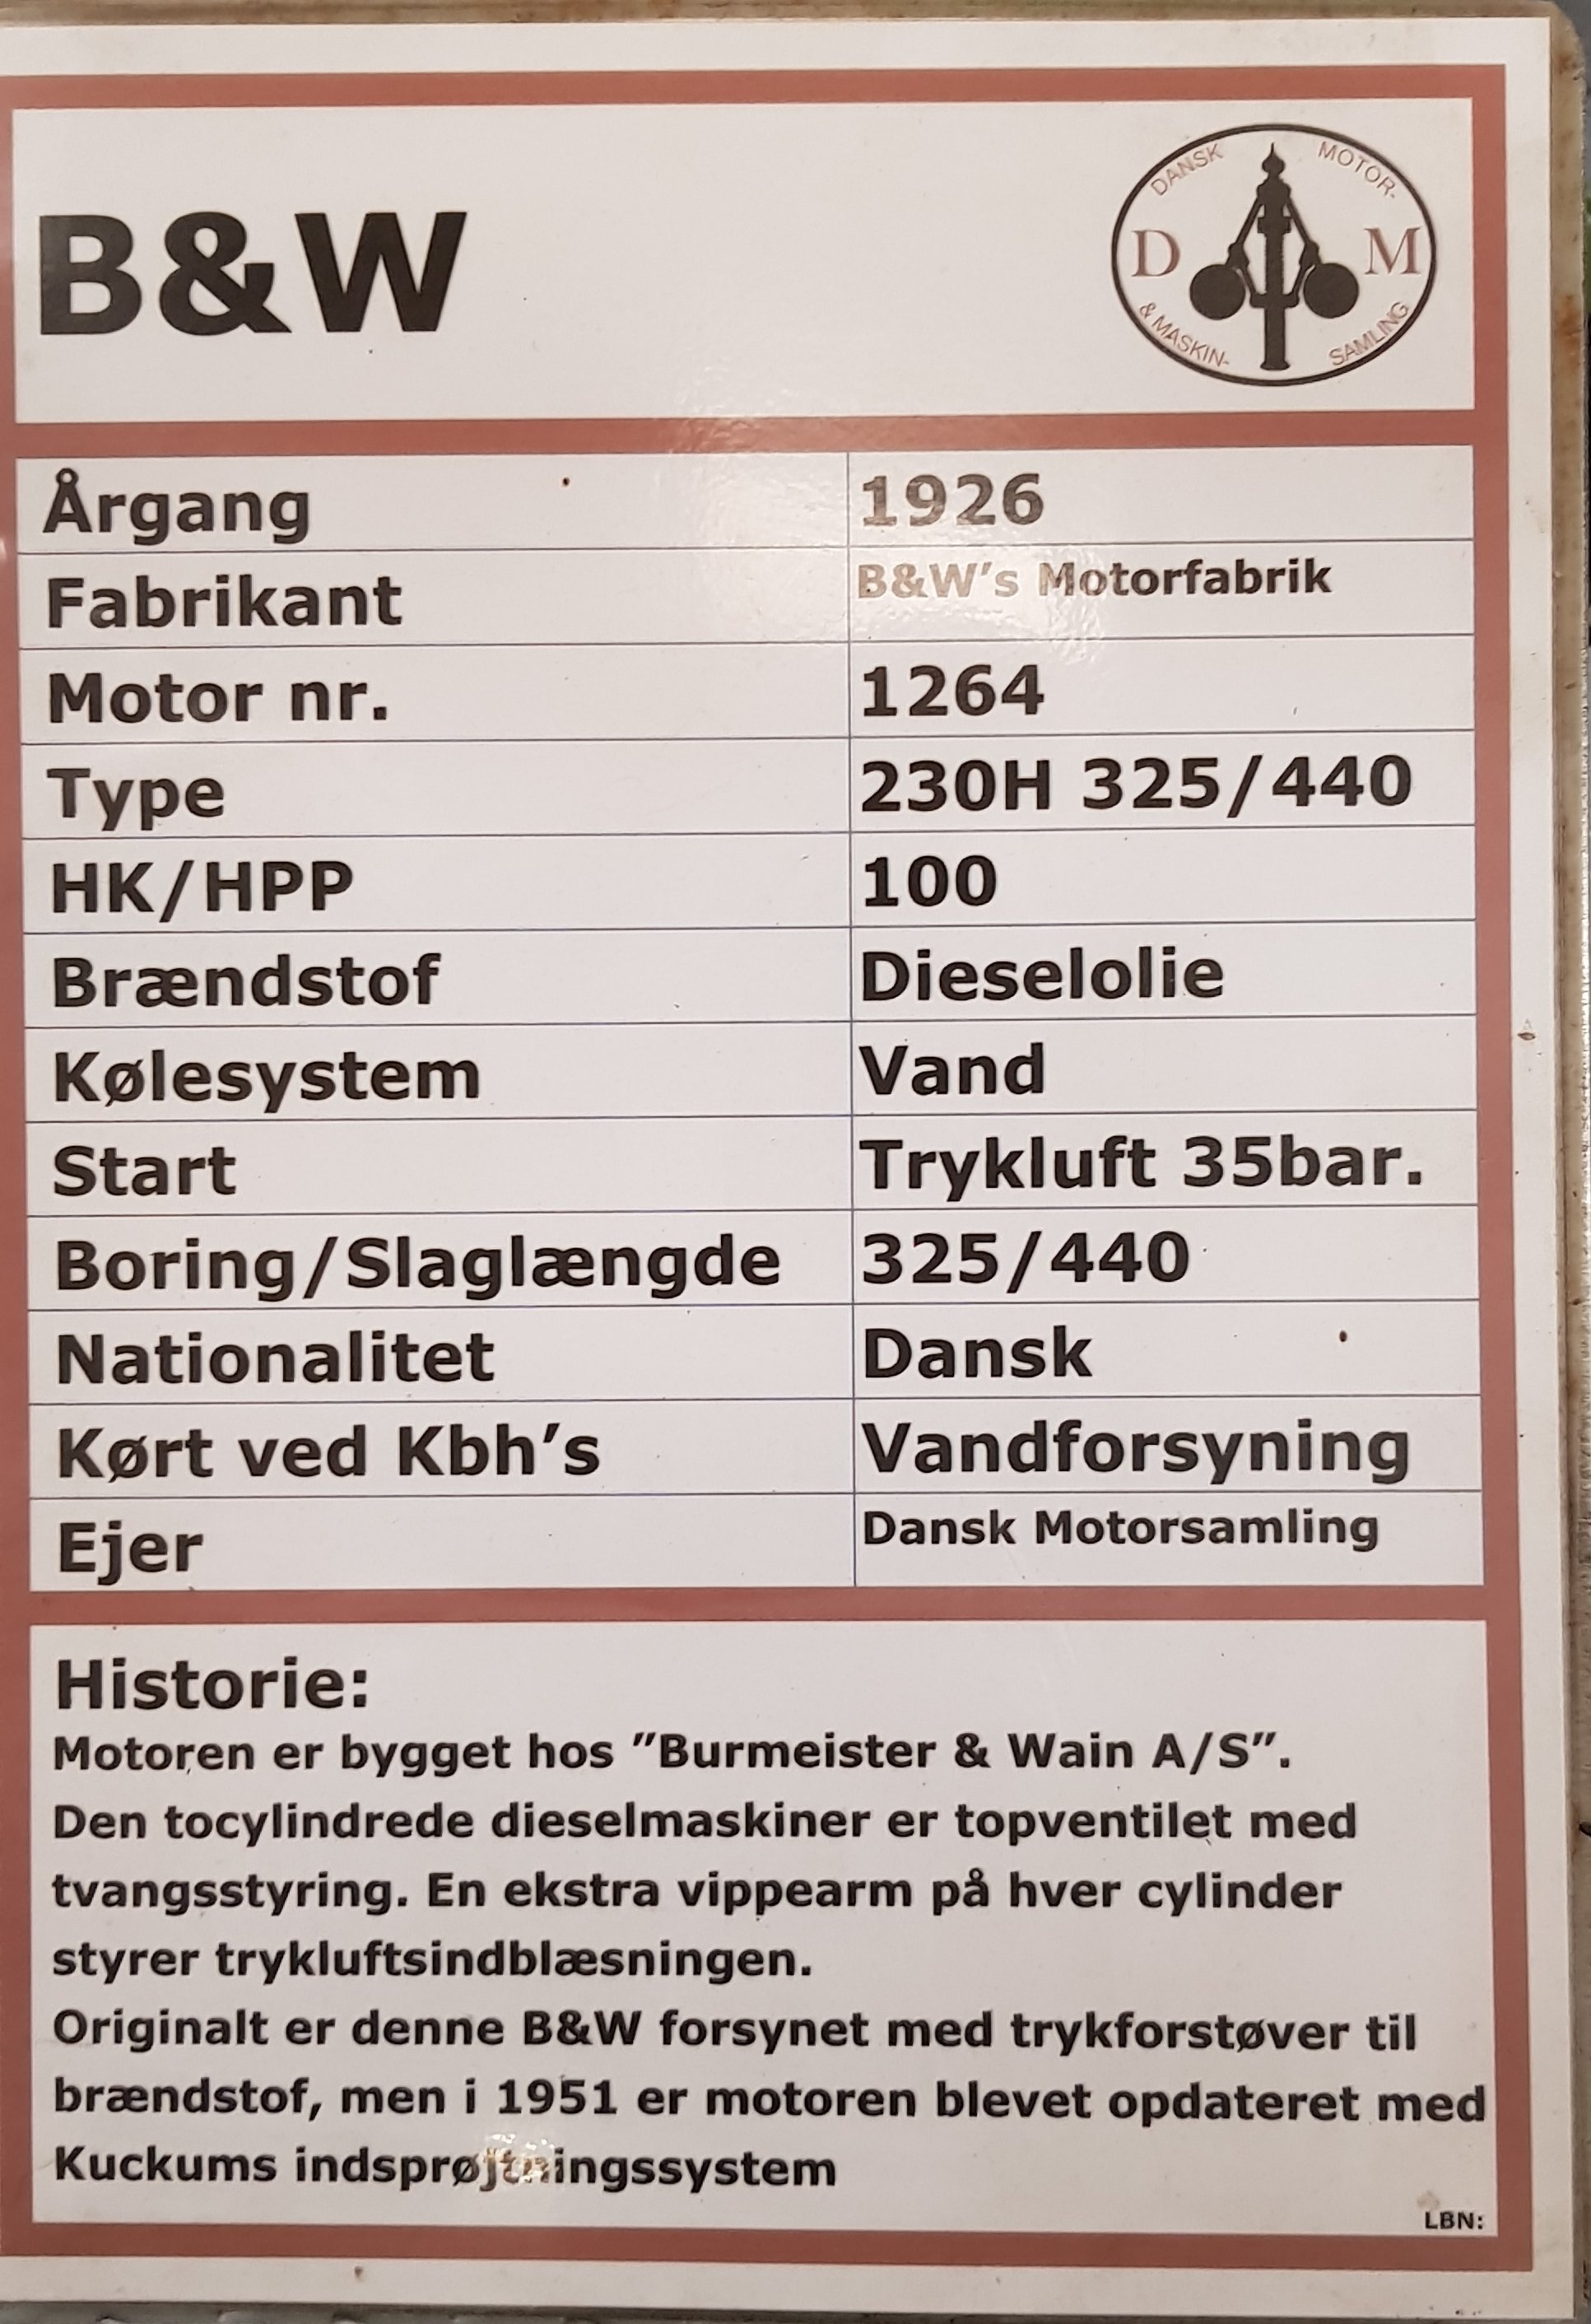 B&W
DANSK MOTOR-
D M
& MASKIN- SAMLING
Årgang 1926
Fabrikant B&W’s Motorfabrik
Motor nr. 1264
Type 230H 325/440
HK/HPP 100
Brændstof Dieselolie
Kølesystem Vand
Start Trykluft 35bar.
Boring/Slaglængde 325/440
Nationalitet Dansk
Kørt ved Kbh’s Vandforsyning
Ejer Dansk Motorsamling
Historie:
Motoren er bygget hos ”Burmeister & Wain A/S”.
Den tocylindrede dieselmaskiner er topventilet med
tvangsstyring. En ekstra vippearm på hver cylinder
styrer trykluftsindblæsningen.
Originalt er denne B&W forsynet med trykforstøver til
brændstof, men i 1951 er motoren blevet opdateret med
Kuckums indsprøjtningssystem
LBN: